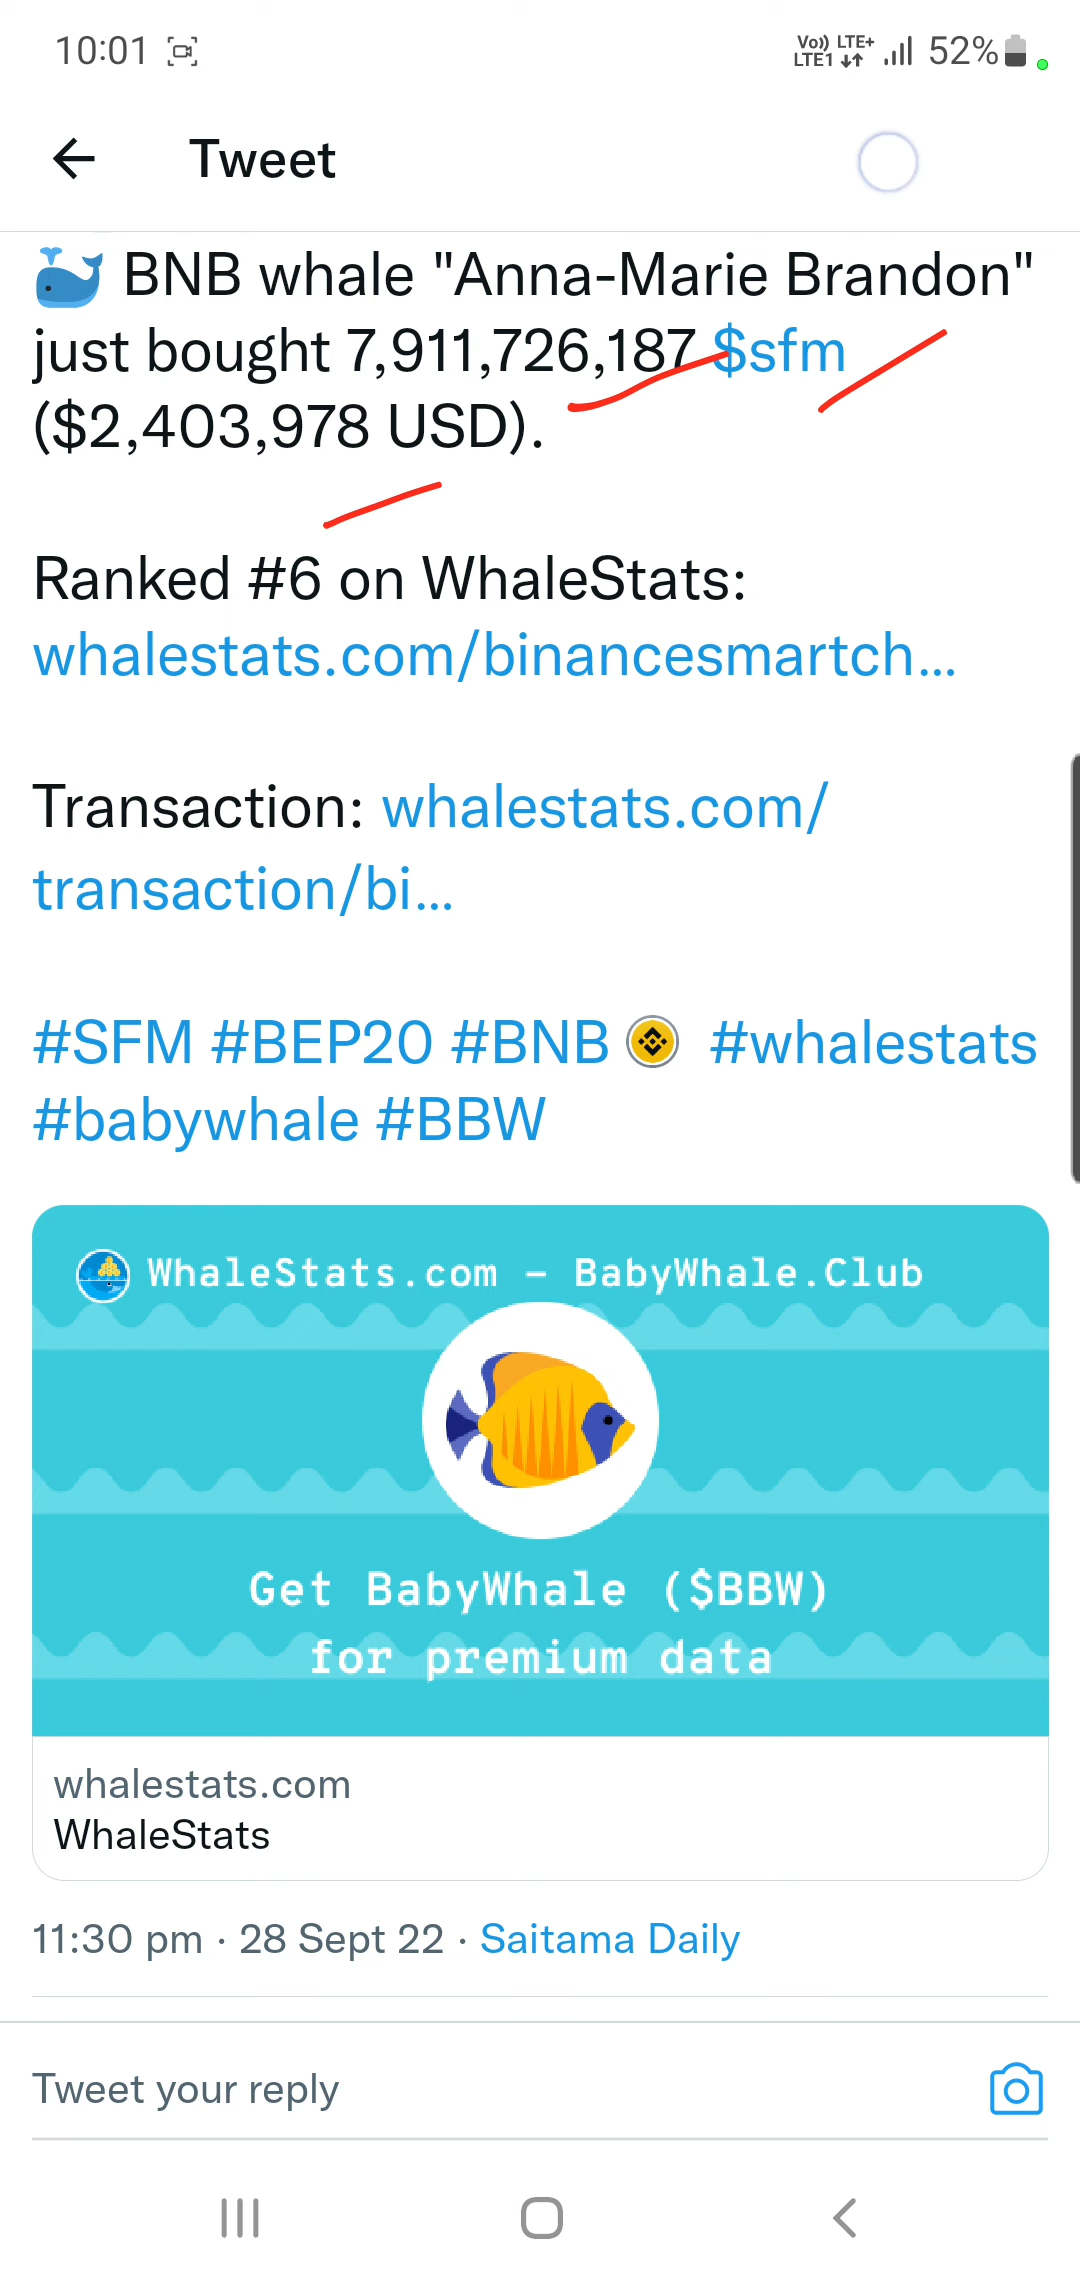 10:01
Vo)) LTE+
LTE1
52%
Tweet
BNB whale "Anna-Marie Brandon"
just bought 7,911,726,187 $sfm
($2,403,978 USD).
Ranked #6 on WhaleStats:
whalestats.com/binancesmartch...
Transaction: whalestats.com/
transaction/bi...
#SFM #BEP20 #BNB #whalestats
#babywhale #BBW
WhaleStats.com – BabyWhale.Club
Get BabyWhale ($BBW)
for premium data
whalestats.com
WhaleStats
11:30 pm · 28 Sept 22 · Saitama Daily
Tweet your reply